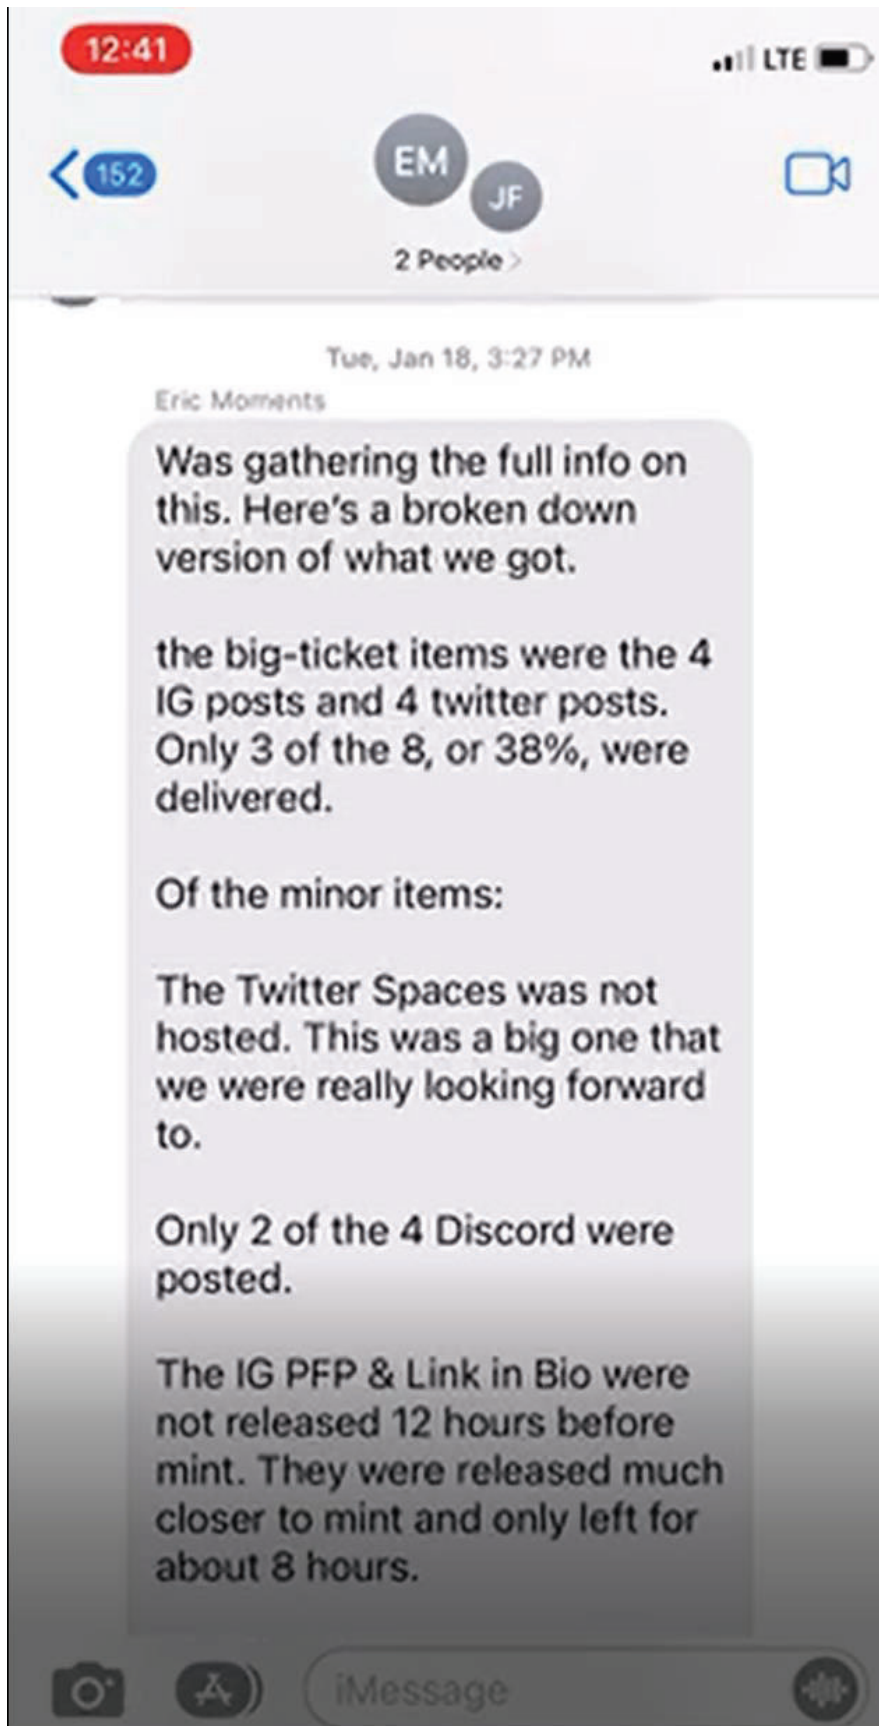 12:41
LTE
152
EM
JF
2 People >
Tue, Jan 18, 3:27 PM
Eric Moments
Was gathering the full info on
this. Here's a broken down
version of what we got.
the big-ticket items were the 4
IG posts and 4 twitter posts.
Only 3 of the 8, or 38%, were
delivered.
Of the minor items:
The Twitter Spaces was not
hosted. This was a big one that
we were really looking forward
to.
Only 2 of the 4 Discord were
posted.
The IG PFP & Link in Bio were
not released 12 hours before
mint. They were released much
closer to mint and only left for
about 8 hours.
iMessage